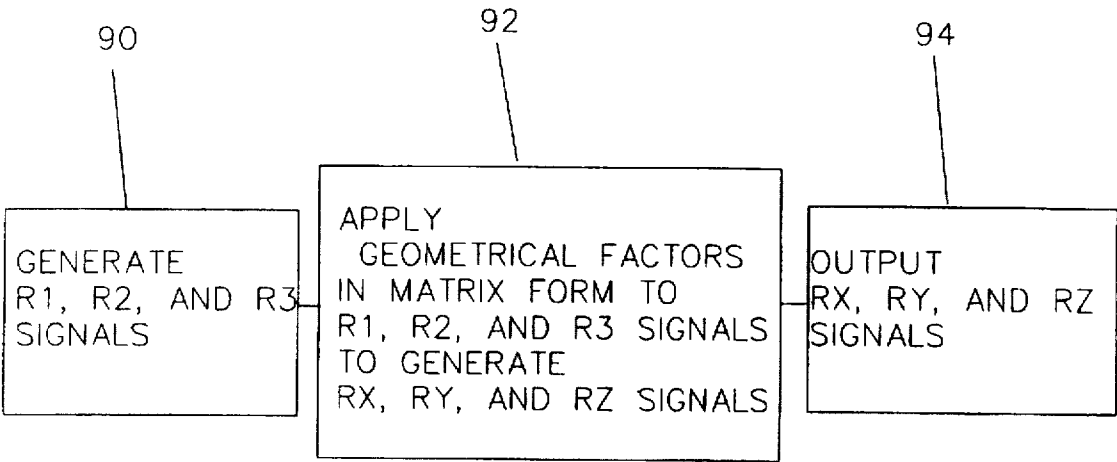 90
92
94
GENERATE
R1, R2, AND R3
SIGNALS
APPLY
GEOMETRICAL FACTORS
IN MATRIX FORM TO
R1, R2, AND R3 SIGNALS
TO GENERATE
RX, RY, AND RZ SIGNALS
OUTPUT
RX, RY, AND RZ
SIGNALS